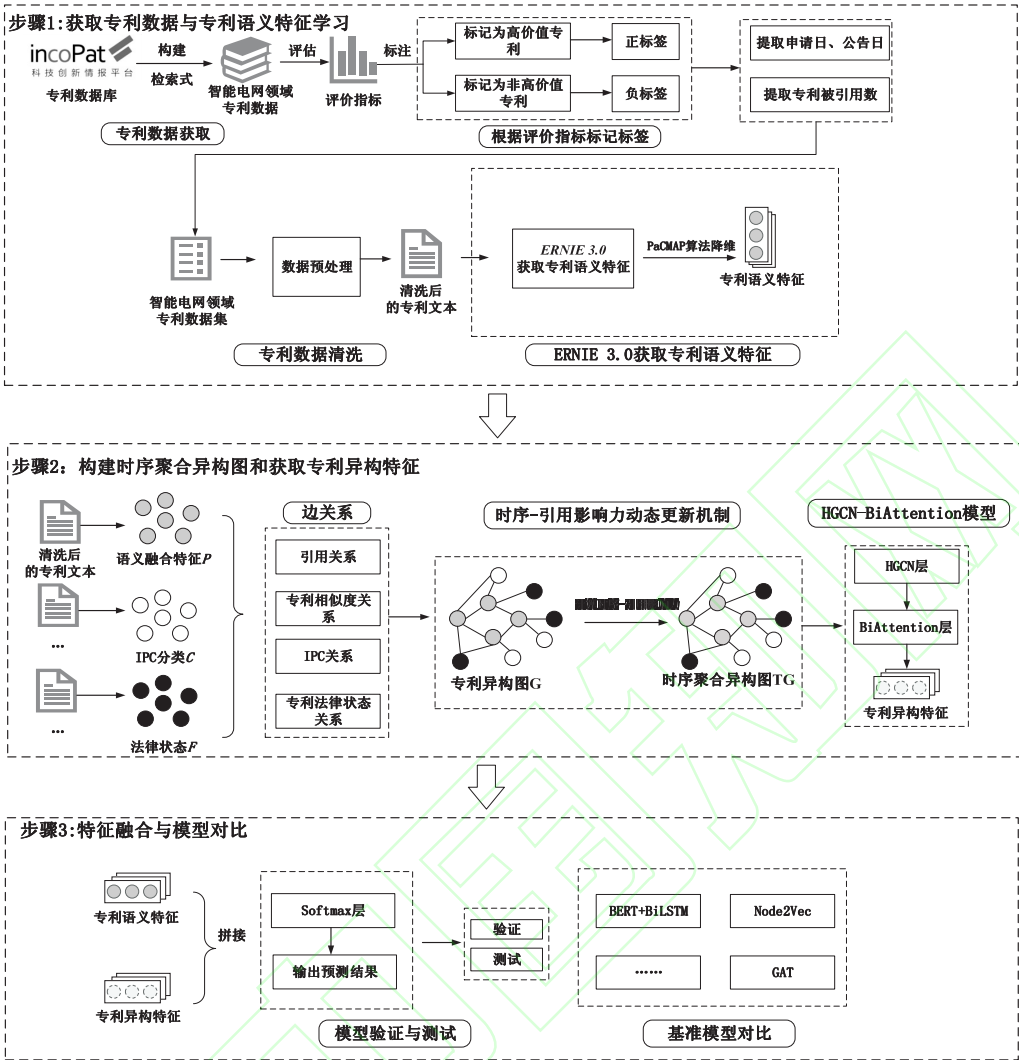 步骤1:获取专利数据与专利语义特征学习
incoPat
科技创新情报平台
专利数据库
构建
检索式
智能电网领域
专利数据
评估
评价指标
标注
标记为高价值专
利
正标签
标记为非高价值
专利
负标签
提取申请日、公告日
提取专利被引用数
专利数据获取
根据评价指标标记标签
智能电网领域
专利数据集
数据预处理
清洗后
的专利文本
ERNIE 3.0
获取专利语义特征
PaCMAP算法降维
专利语义特征
专利数据清洗
ERNIE 3.0获取专利语义特征
步骤2: 构建时序聚合异构图和获取专利异构特征
清洗后
的专利文本
语义融合特征P
...
IPC分类C
...
法律状态F
边关系
引用关系
专利相似度关
系
IPC关系
专利法律状态
关系
时序-引用影响力动态更新机制
专利异构图G
时序聚合异构图TG
HGCN-BiAttention模型
HGCN层
BiAttention层
专利异构特征
步骤3:特征融合与模型对比
专利语义特征
专利异构特征
拼接
Softmax层
输出预测结果
验证
测试
模型验证与测试
BERT+BiLSTM
Node2Vec
......
GAT
基准模型对比